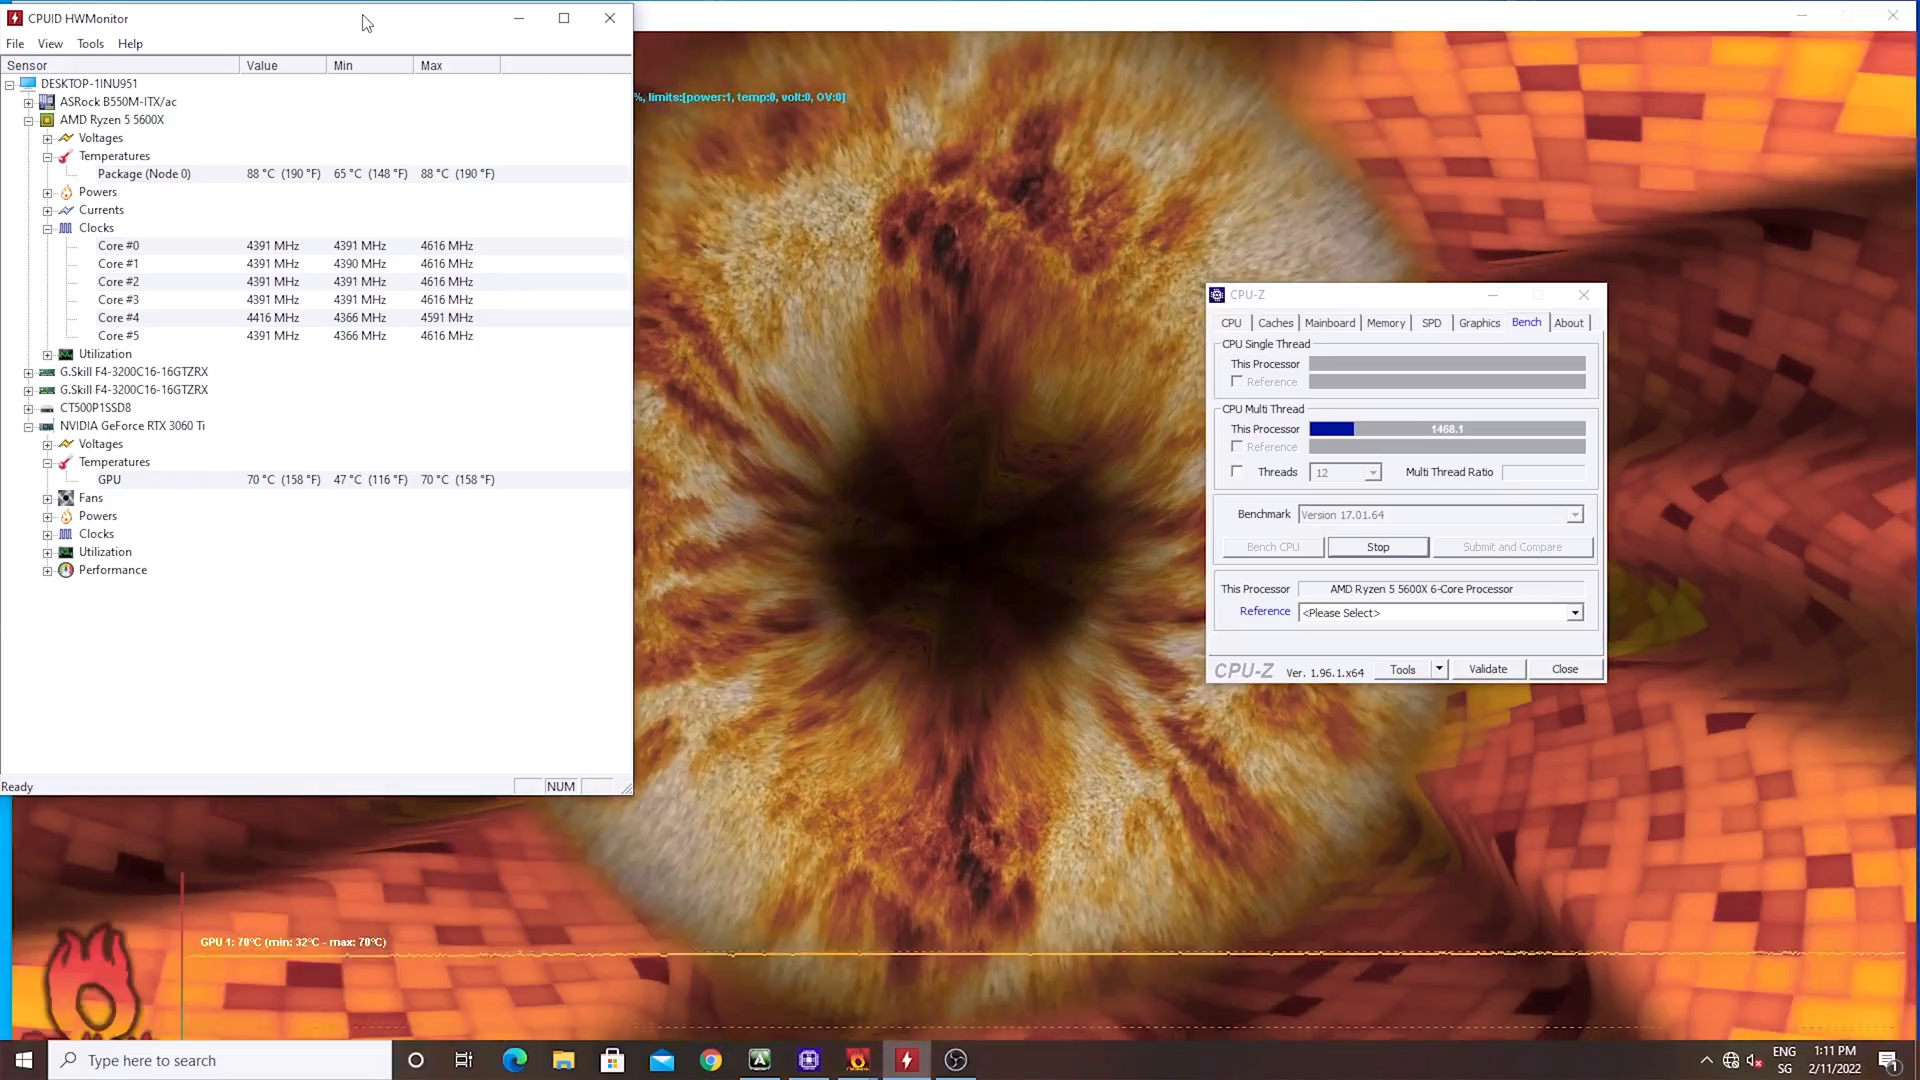 CPUID HWMonitor
File View Tools Help
Sensor Value Min Max
DESKTOP-1INU951
ASRock B550M-ITX/ac
AMD Ryzen 5 5600X
Voltages
Temperatures
Package (Node 0) 88 °C (190 °F) 65 °C (148 °F) 88 °C (190 °F)
Powers
Currents
Clocks
Core #0 4391 MHz 4391 MHz 4616 MHz
Core #1 4391 MHz 4390 MHz 4616 MHz
Core #2 4391 MHz 4391 MHz 4616 MHz
Core #3 4391 MHz 4391 MHz 4616 MHz
Core #4 4416 MHz 4366 MHz 4591 MHz
Core #5 4391 MHz 4366 MHz 4616 MHz
Utilization
G.Skill F4-3200C16-16GTZRX
G.Skill F4-3200C16-16GTZRX
CT500P1SSD8
NVIDIA GeForce RTX 3060 Ti
Voltages
Temperatures
GPU 70 °C (158 °F) 47 °C (116 °F) 70 °C (158 °F)
Fans
Powers
Clocks
Utilization
Performance
Ready NUM
%, limits:[power:1, temp:0, volt:0, OV:0]
CPU-Z
CPU Caches Mainboard Memory SPD Graphics Bench About
CPU Single Thread
This Processor
Reference
CPU Multi Thread
This Processor 1468.1
Reference
Threads 12 Multi Thread Ratio
Benchmark Version 17.01.64
Bench CPU Stop Submit and Compare
This Processor AMD Ryzen 5 5600X 6-Core Processor
Reference <Please Select>
CPU-Z Ver. 1.96.1.x64 Tools Validate Close
GPU 1: 70°C (min: 32°C - max: 70°C)
Type here to search
ENG
SG
1:11 PM
2/11/2022
1